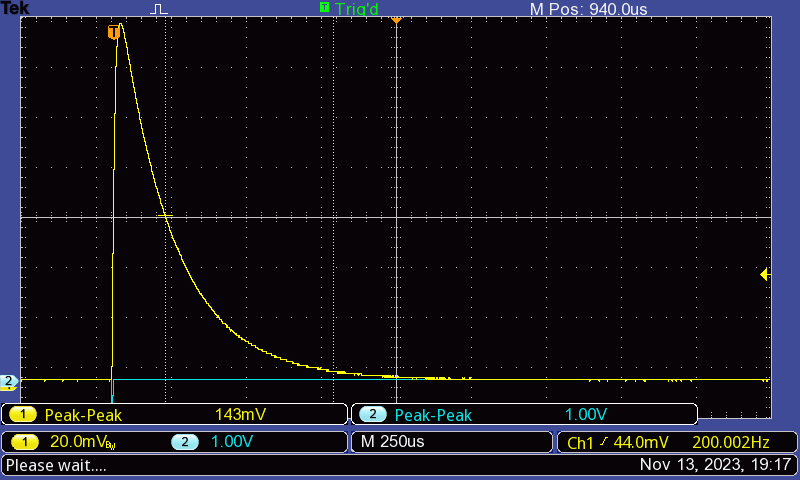 Tek T Trig'd M Pos: 940.0us
T
2
1 Peak-Peak 143mV 2 Peak-Peak 1.00V
1 20.0mVBW 2 1.00V M 250us Ch1 / 44.0mV 200.002Hz
Please wait.... Nov 13, 2023, 19:17